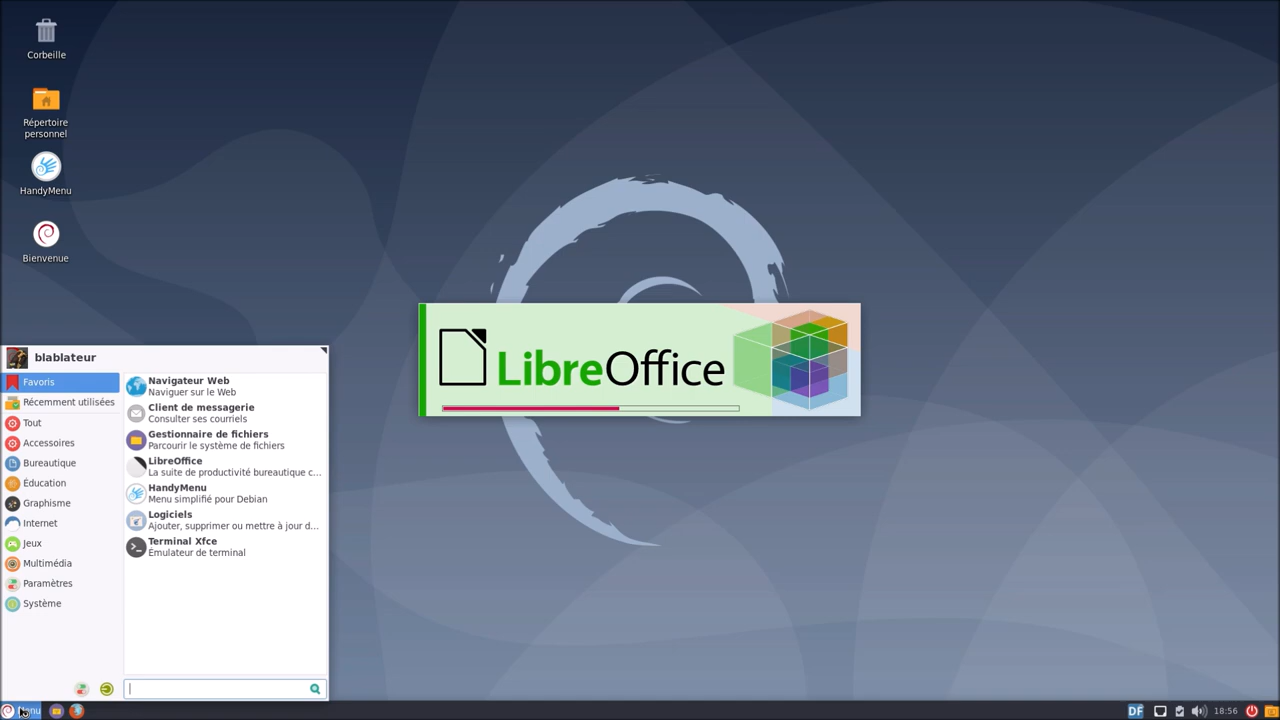 Corbeille
Répertoire
personnel
HandyMenu
Bienvenue
LibreOffice
blablateur
Favoris
Récemment utilisées
Tout
Accessoires
Bureautique
Éducation
Graphisme
Internet
Jeux
Multimédia
Paramètres
Système
Navigateur Web
Naviguer sur le Web
Client de messagerie
Consulter ses courriels
Gestionnaire de fichiers
Parcourir le système de fichiers
LibreOffice
La suite de productivité bureautique c...
HandyMenu
Menu simplifié pour Debian
Logiciels
Ajouter, supprimer ou mettre à jour d...
Terminal Xfce
Émulateur de terminal
DF
18:56